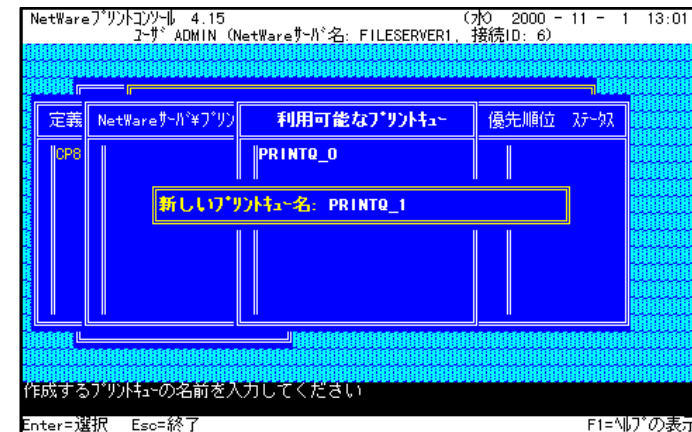 NetWareﾌﾟﾘﾝﾄｺﾝｿｰﾙ 4.15 (水) 2000 - 11 - 1 13:01
ﾕｰｻﾞ ADMIN (NetWareｻｰﾊﾞ名: FILESERVER1, 接続ID: 6)
定義 NetWareｻｰﾊﾞ¥ﾌﾟﾘﾝ 利用可能なﾌﾟﾘﾝﾄｷｭｰ 優先順位 ｽﾃｰﾀｽ
CP8 PRINTQ_0
新しいﾌﾟﾘﾝﾄｷｭｰ名: PRINTQ_1
作成するﾌﾟﾘﾝﾄｷｭｰの名前を入力してください
Enter=選択 Esc=終了 F1=ﾍﾙﾌﾟの表示